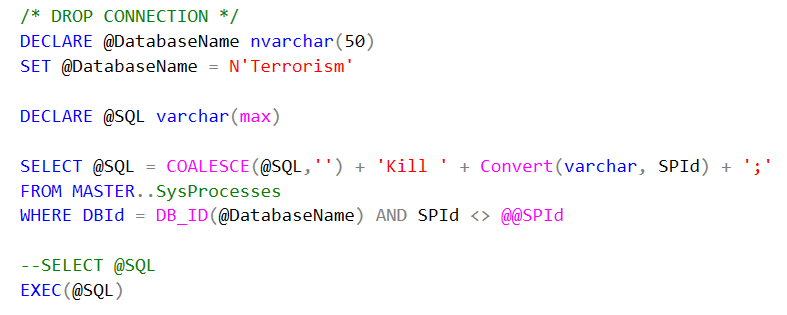 /* DROP CONNECTION */
DECLARE @DatabaseName nvarchar(50)
SET @DatabaseName = N'Terrorism'
DECLARE @SQL varchar(max)
SELECT @SQL = COALESCE(@SQL,'') + 'Kill ' + Convert(varchar, SPId) + ';'
FROM MASTER..SysProcesses
WHERE DBId = DB_ID(@DatabaseName) AND SPId <> @@SPId
--SELECT @SQL
EXEC(@SQL)